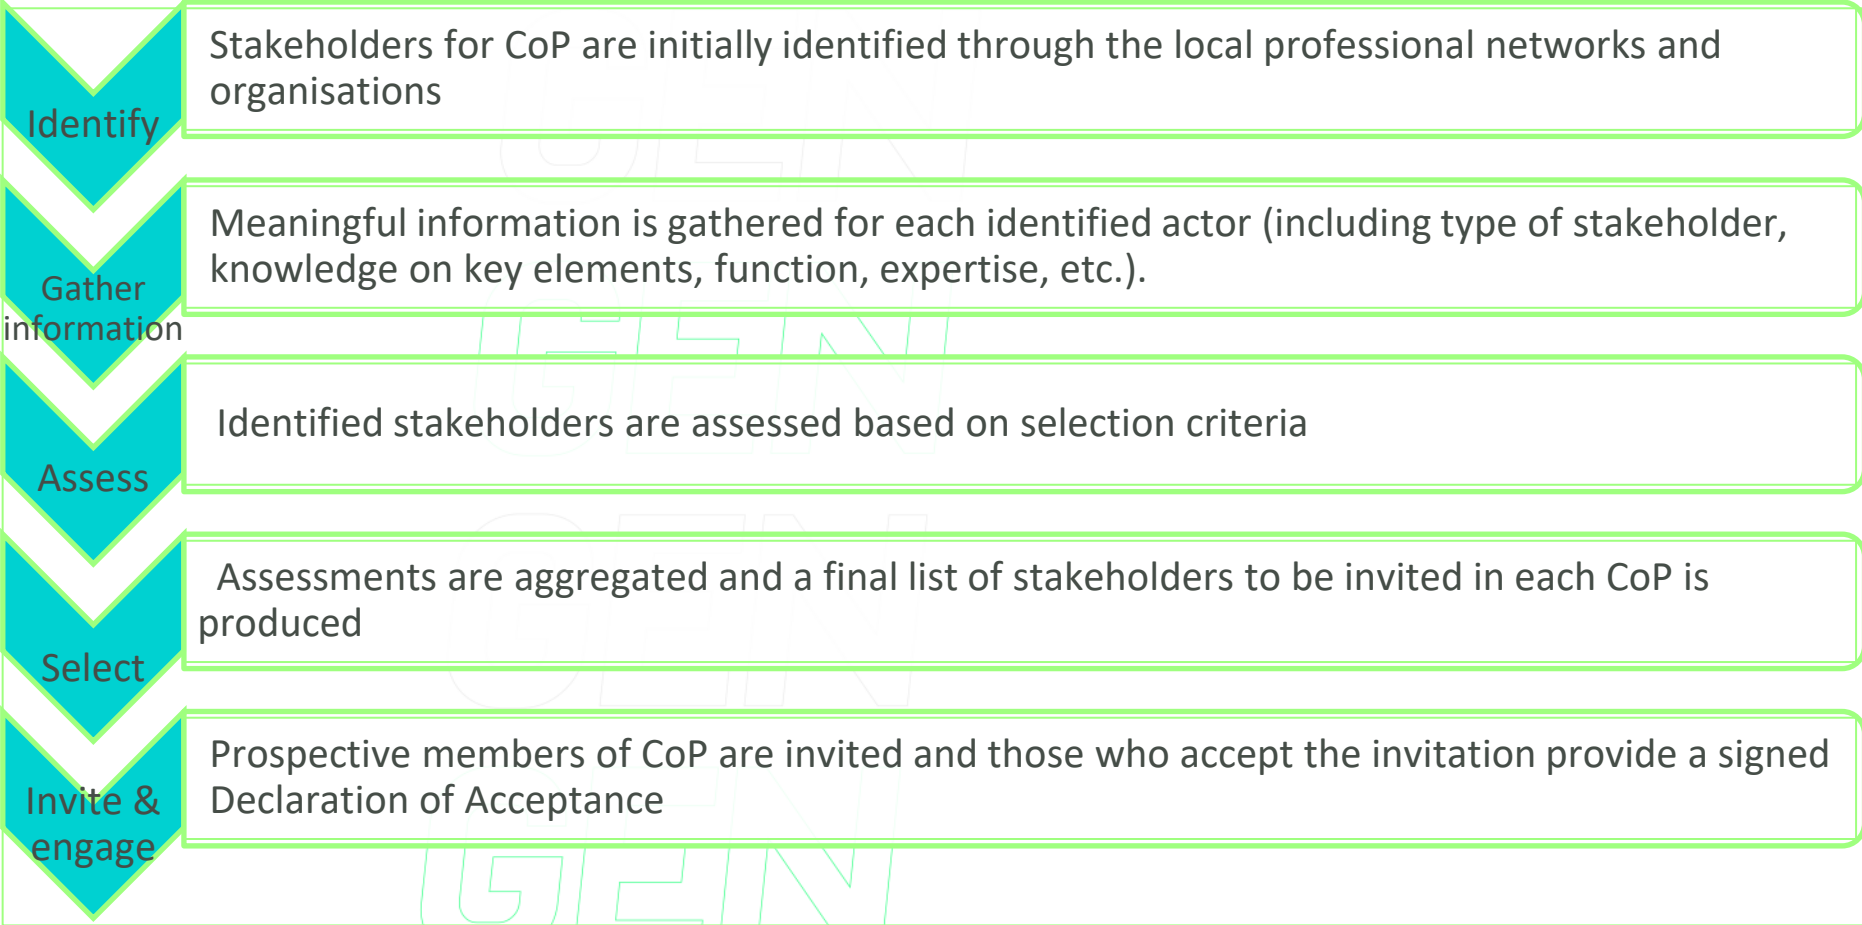 Stakeholders for CoP are initially identified through the local professional networks and
organisations
Identify
Meaningful information is gathered for each identified actor (including type of stakeholder,
knowledge on key elements, function, expertise, etc.).
Gather
information
Identified stakeholders are assessed based on selection criteria
Assess
Assessments are aggregated and a final list of stakeholders to be invited in each CoP is
produced
Select
Prospective members of CoP are invited and those who accept the invitation provide a signed
Declaration of Acceptance
Invite &
engage
GEN
GEN
GEN
GEN